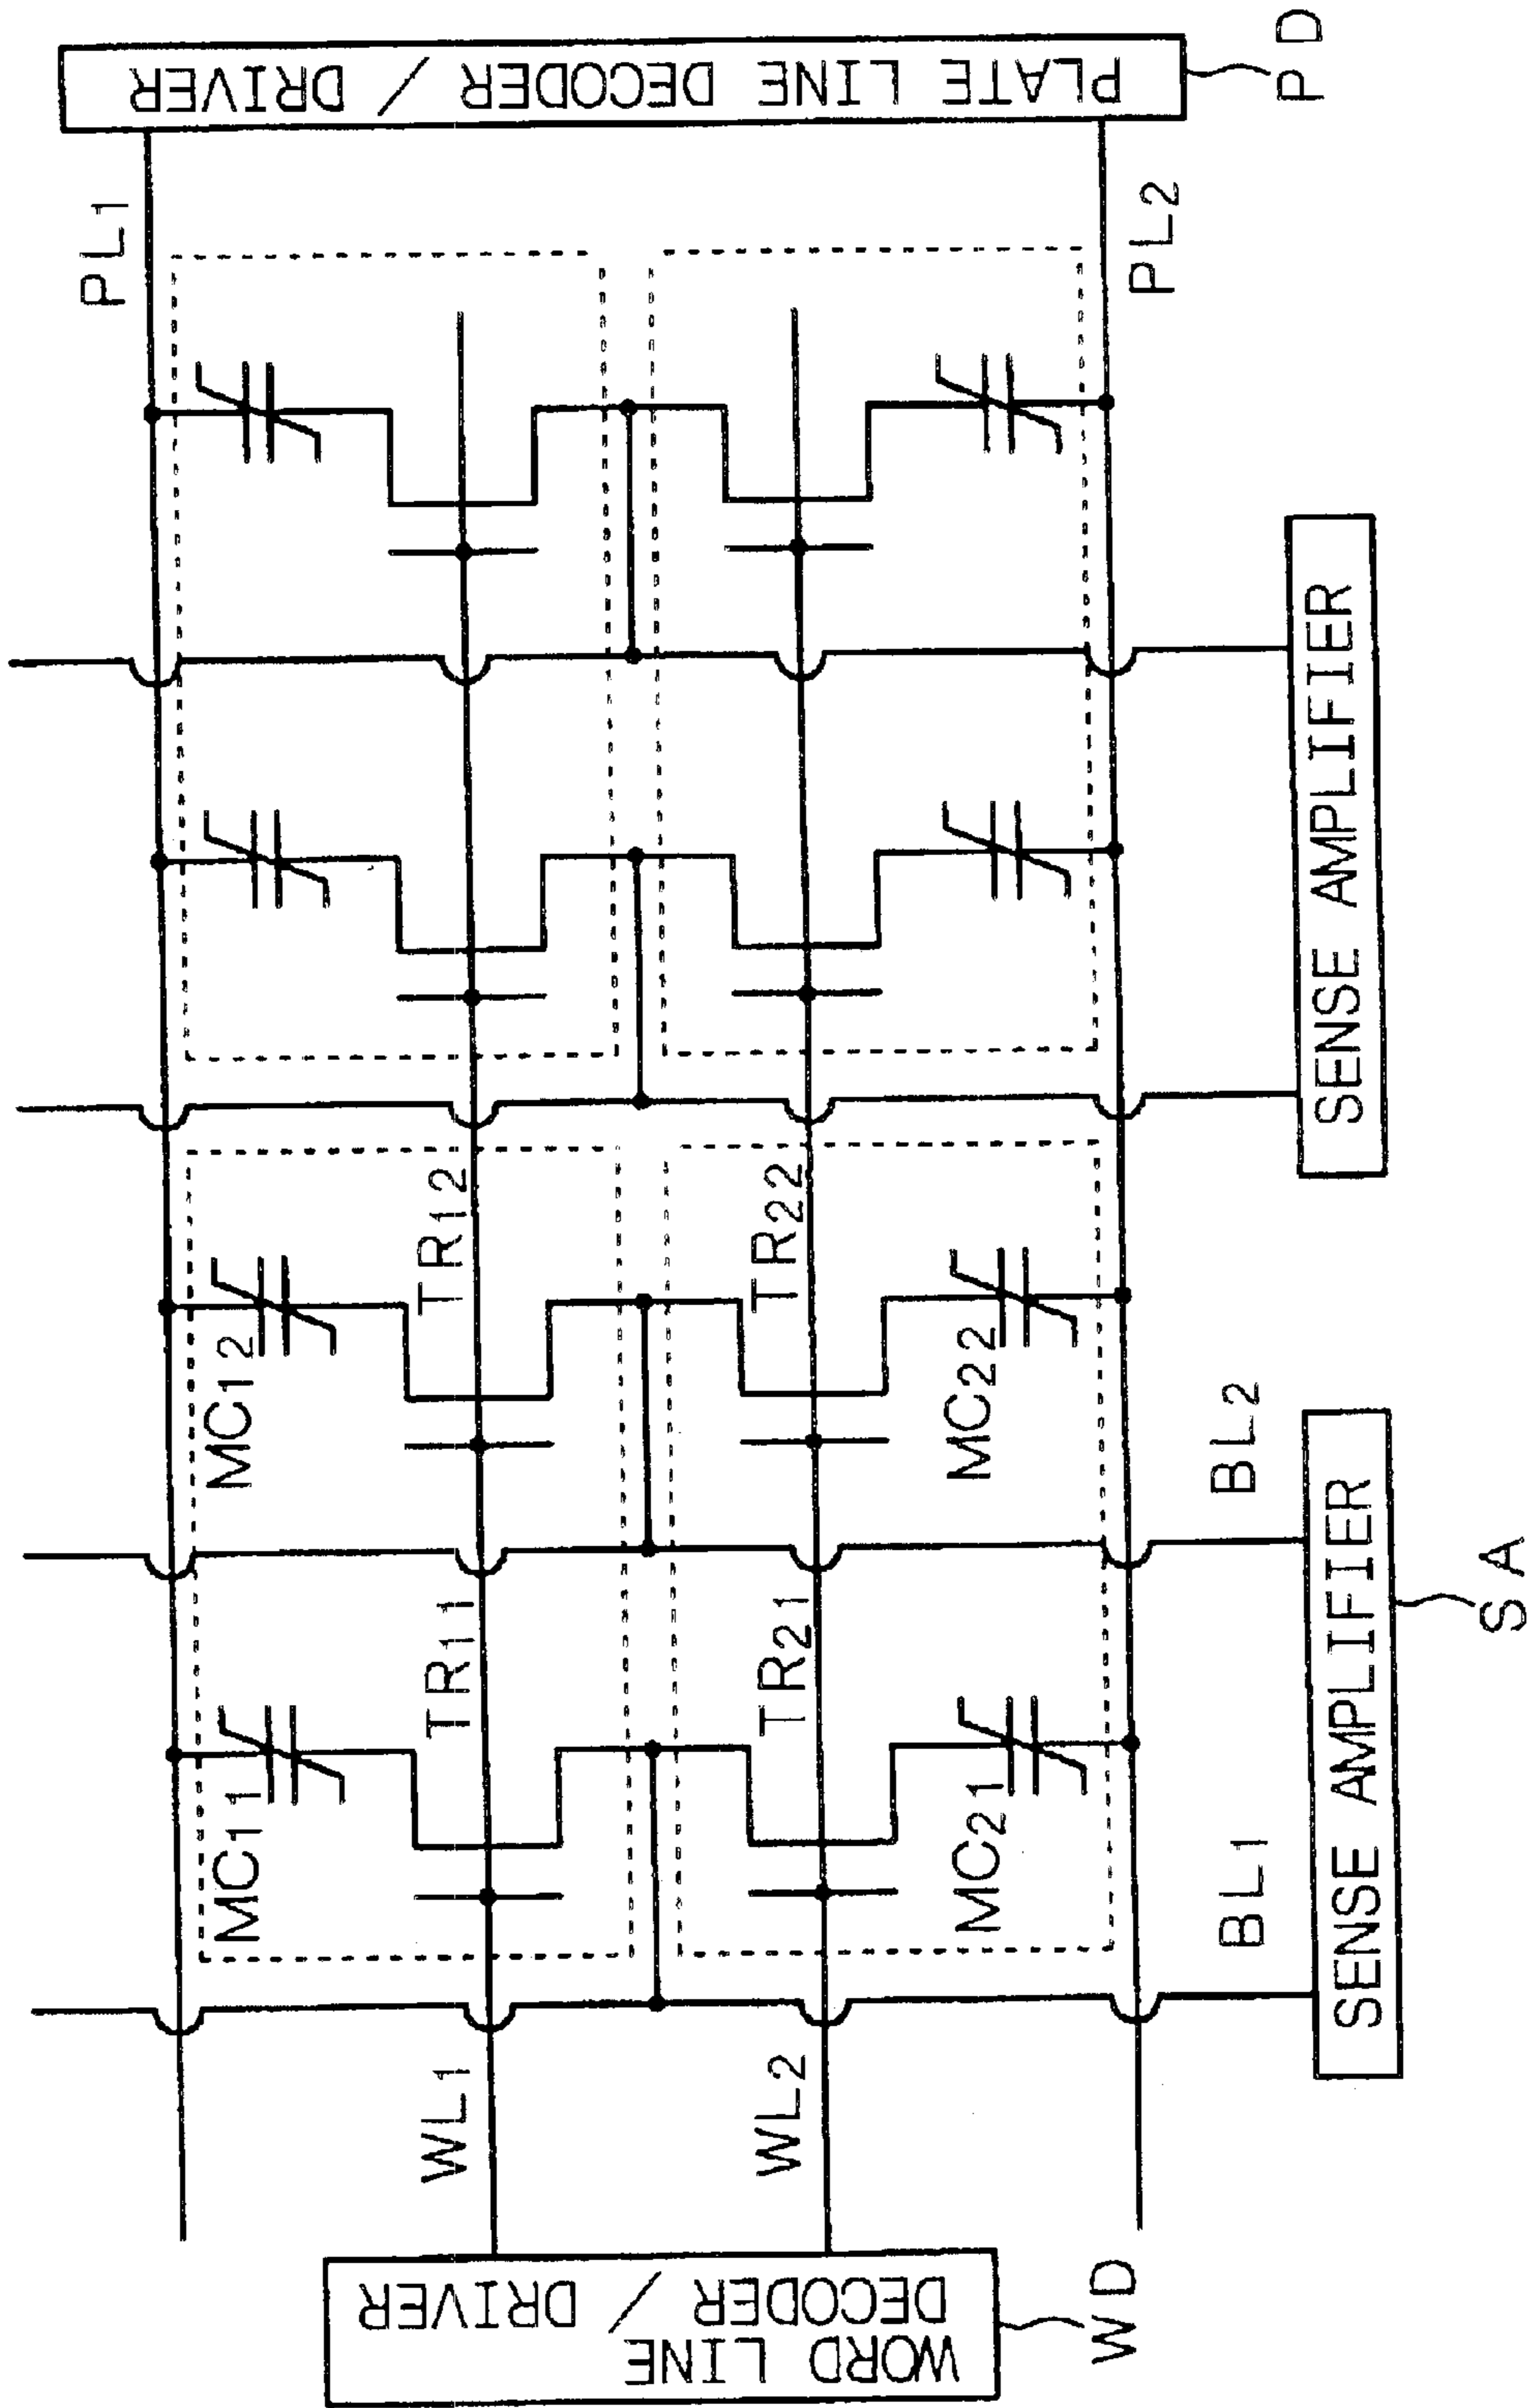 PLATE LINE DECODER / DRIVER
PD
PL1
PL2
SENSE AMPLIFIER
TR12
TR22
MC12
MC22
BL2
SENSE AMPLIFIER
SA
TR11
TR21
MC11
MC21
BL1
WL1
WL2
WORD LINE
DECODER / DRIVER
WD